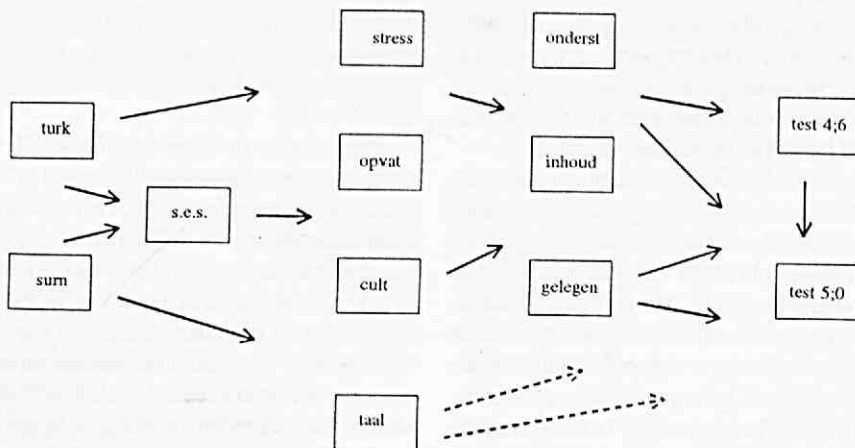 stress
onderst
turk
test 4;6
opvat
inhoud
s.e.s.
surn
cult
gelegen
test 5;0
taal